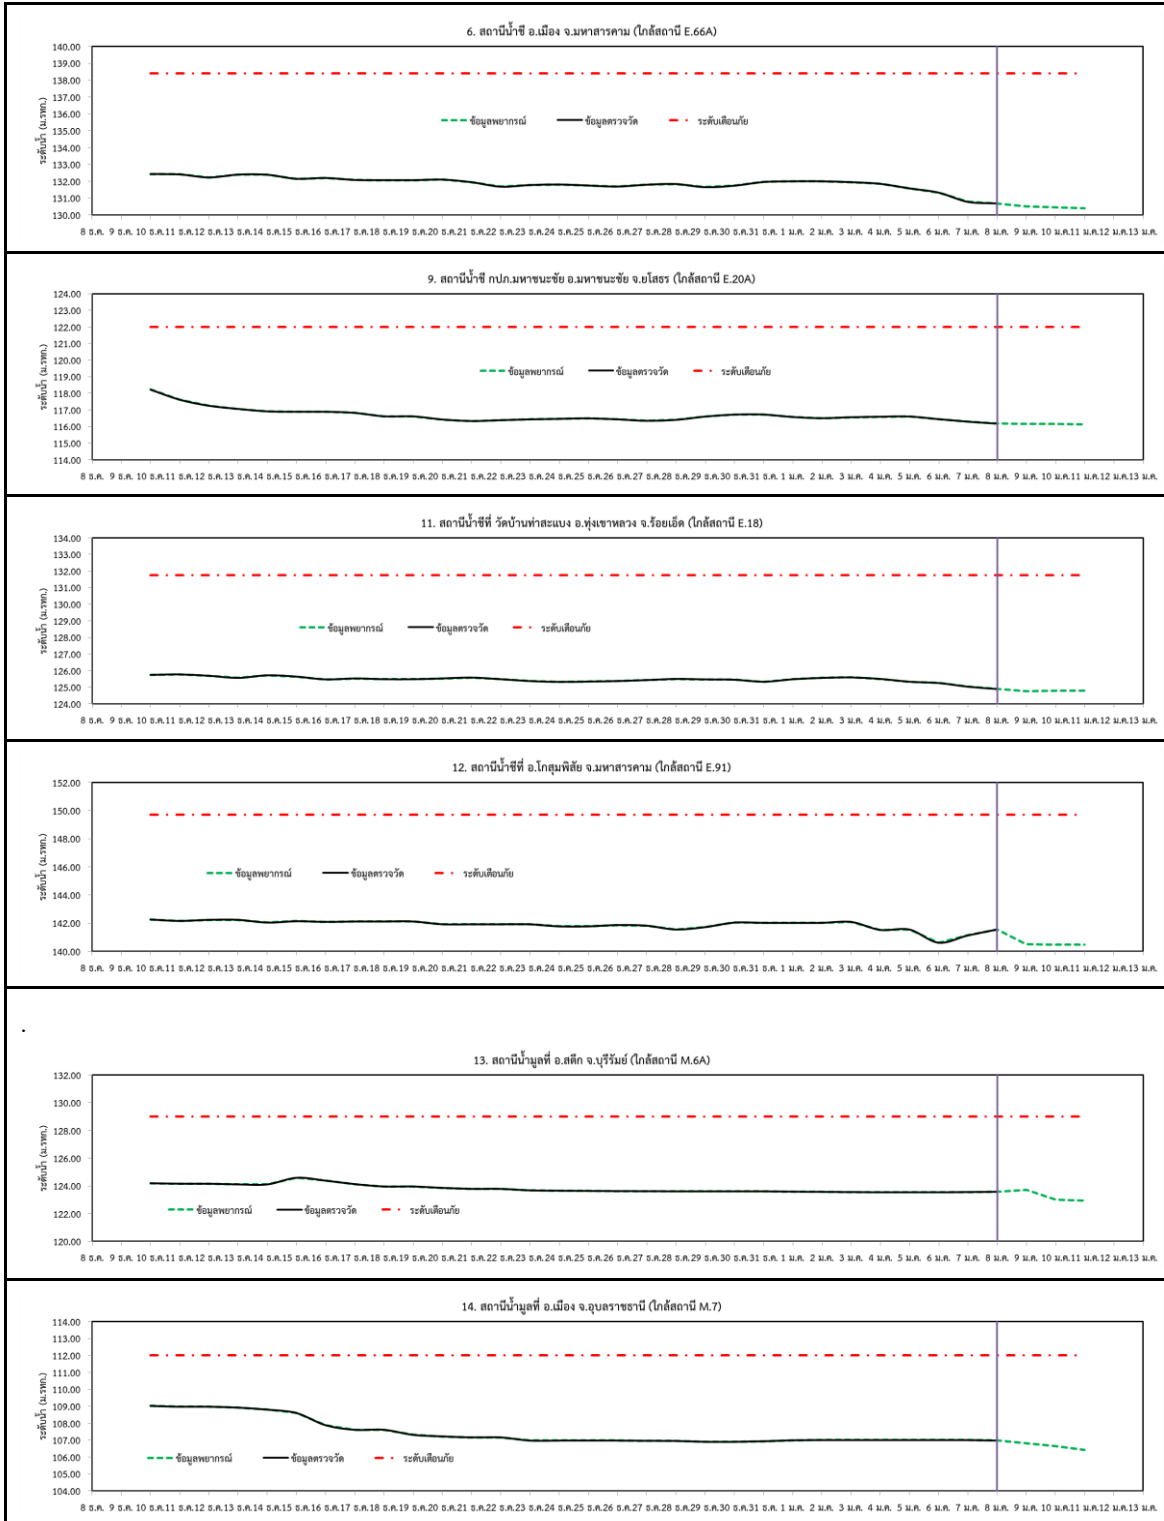 6. สถานีน้ำชี อ.เมือง จ.มหาสารคาม (ใกล้สถานี E.66A)
140.00
139.00
138.00
137.00
136.00
135.00
134.00
133.00
132.00
131.00
130.00
ระดับน้ำ (ม.รทก.)
ข้อมูลพยากรณ์ ข้อมูลตรวจวัด ระดับเตือนภัย
8 ธ.ค. 9 ธ.ค. 10 ธ.ค.11 ธ.ค.12 ธ.ค.13 ธ.ค.14 ธ.ค.15 ธ.ค.16 ธ.ค.17 ธ.ค.18 ธ.ค.19 ธ.ค.20 ธ.ค.21 ธ.ค.22 ธ.ค.23 ธ.ค.24 ธ.ค.25 ธ.ค.26 ธ.ค.27 ธ.ค.28 ธ.ค.29 ธ.ค.30 ธ.ค.31 ธ.ค. 1 ม.ค. 2 ม.ค. 3 ม.ค. 4 ม.ค. 5 ม.ค. 6 ม.ค. 7 ม.ค. 8 ม.ค. 9 ม.ค. 10 ม.ค.11 ม.ค.12 ม.ค.13 ม.ค.
9. สถานีน้ำชี กปภ.มหาชนะชัย อ.มหาชนะชัย จ.ยโสธร (ใกล้สถานี E.20A)
124.00
123.00
122.00
121.00
120.00
119.00
118.00
117.00
116.00
115.00
114.00
ระดับน้ำ (ม.รทก.)
ข้อมูลพยากรณ์ ข้อมูลตรวจวัด ระดับเตือนภัย
8 ธ.ค. 9 ธ.ค. 10 ธ.ค.11 ธ.ค.12 ธ.ค.13 ธ.ค.14 ธ.ค.15 ธ.ค.16 ธ.ค.17 ธ.ค.18 ธ.ค.19 ธ.ค.20 ธ.ค.21 ธ.ค.22 ธ.ค.23 ธ.ค.24 ธ.ค.25 ธ.ค.26 ธ.ค.27 ธ.ค.28 ธ.ค.29 ธ.ค.30 ธ.ค.31 ธ.ค. 1 ม.ค. 2 ม.ค. 3 ม.ค. 4 ม.ค. 5 ม.ค. 6 ม.ค. 7 ม.ค. 8 ม.ค. 9 ม.ค. 10 ม.ค.11 ม.ค.12 ม.ค.13 ม.ค.
11. สถานีน้ำชีที่ วัดบ้านท่าสะแบง อ.ทุ่งเขาหลวง จ.ร้อยเอ็ด (ใกล้สถานี E.18)
134.00
133.00
132.00
131.00
130.00
129.00
128.00
127.00
126.00
125.00
124.00
ระดับน้ำ (ม.รทก.)
ข้อมูลพยากรณ์ ข้อมูลตรวจวัด ระดับเตือนภัย
8 ธ.ค. 9 ธ.ค. 10 ธ.ค.11 ธ.ค.12 ธ.ค.13 ธ.ค.14 ธ.ค.15 ธ.ค.16 ธ.ค.17 ธ.ค.18 ธ.ค.19 ธ.ค.20 ธ.ค.21 ธ.ค.22 ธ.ค.23 ธ.ค.24 ธ.ค.25 ธ.ค.26 ธ.ค.27 ธ.ค.28 ธ.ค.29 ธ.ค.30 ธ.ค.31 ธ.ค. 1 ม.ค. 2 ม.ค. 3 ม.ค. 4 ม.ค. 5 ม.ค. 6 ม.ค. 7 ม.ค. 8 ม.ค. 9 ม.ค. 10 ม.ค.11 ม.ค.12 ม.ค.13 ม.ค.
12. สถานีน้ำชีที่ อ.โกสุมพิสัย จ.มหาสารคาม (ใกล้สถานี E.91)
152.00
150.00
148.00
146.00
144.00
142.00
140.00
ระดับน้ำ (ม.รทก.)
ข้อมูลพยากรณ์ ข้อมูลตรวจวัด ระดับเตือนภัย
8 ธ.ค. 9 ธ.ค. 10 ธ.ค.11 ธ.ค.12 ธ.ค.13 ธ.ค.14 ธ.ค.15 ธ.ค.16 ธ.ค.17 ธ.ค.18 ธ.ค.19 ธ.ค.20 ธ.ค.21 ธ.ค.22 ธ.ค.23 ธ.ค.24 ธ.ค.25 ธ.ค.26 ธ.ค.27 ธ.ค.28 ธ.ค.29 ธ.ค.30 ธ.ค.31 ธ.ค. 1 ม.ค. 2 ม.ค. 3 ม.ค. 4 ม.ค. 5 ม.ค. 6 ม.ค. 7 ม.ค. 8 ม.ค. 9 ม.ค. 10 ม.ค.11 ม.ค.12 ม.ค.13 ม.ค.
.
13. สถานีน้ำมูลที่ อ.สตึก จ.บุรีรัมย์ (ใกล้สถานี M.6A)
132.00
130.00
128.00
126.00
124.00
122.00
120.00
ระดับน้ำ (ม.รทก.)
ข้อมูลพยากรณ์ ข้อมูลตรวจวัด ระดับเตือนภัย
8 ธ.ค. 9 ธ.ค. 10 ธ.ค.11 ธ.ค.12 ธ.ค.13 ธ.ค.14 ธ.ค.15 ธ.ค.16 ธ.ค.17 ธ.ค.18 ธ.ค.19 ธ.ค.20 ธ.ค.21 ธ.ค.22 ธ.ค.23 ธ.ค.24 ธ.ค.25 ธ.ค.26 ธ.ค.27 ธ.ค.28 ธ.ค.29 ธ.ค.30 ธ.ค.31 ธ.ค. 1 ม.ค. 2 ม.ค. 3 ม.ค. 4 ม.ค. 5 ม.ค. 6 ม.ค. 7 ม.ค. 8 ม.ค. 9 ม.ค. 10 ม.ค.11 ม.ค.12 ม.ค.13 ม.ค.
14. สถานีน้ำมูลที่ อ.เมือง จ.อุบลราชธานี (ใกล้สถานี M.7)
114.00
113.00
112.00
111.00
110.00
109.00
108.00
107.00
106.00
105.00
104.00
ระดับน้ำ (ม.รทก.)
ข้อมูลพยากรณ์ ข้อมูลตรวจวัด ระดับเตือนภัย
8 ธ.ค. 9 ธ.ค. 10 ธ.ค.11 ธ.ค.12 ธ.ค.13 ธ.ค.14 ธ.ค.15 ธ.ค.16 ธ.ค.17 ธ.ค.18 ธ.ค.19 ธ.ค.20 ธ.ค.21 ธ.ค.22 ธ.ค.23 ธ.ค.24 ธ.ค.25 ธ.ค.26 ธ.ค.27 ธ.ค.28 ธ.ค.29 ธ.ค.30 ธ.ค.31 ธ.ค. 1 ม.ค. 2 ม.ค. 3 ม.ค. 4 ม.ค. 5 ม.ค. 6 ม.ค. 7 ม.ค. 8 ม.ค. 9 ม.ค. 10 ม.ค.11 ม.ค.12 ม.ค.13 ม.ค.